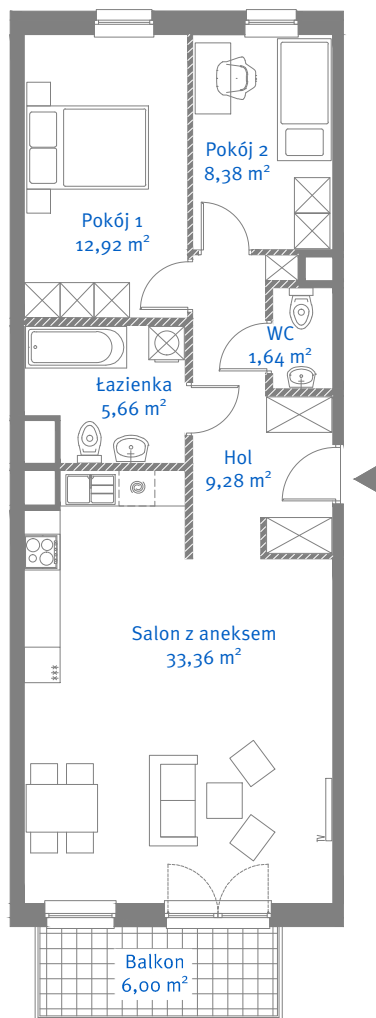 Pokój 2
8,38 m²
Pokój 1
12,92 m²
WC
1,64 m²
Łazienka
5,66 m²
Hol
9,28 m²
Salon z aneksem
33,36 m²
TV
Balkon
6,00 m²